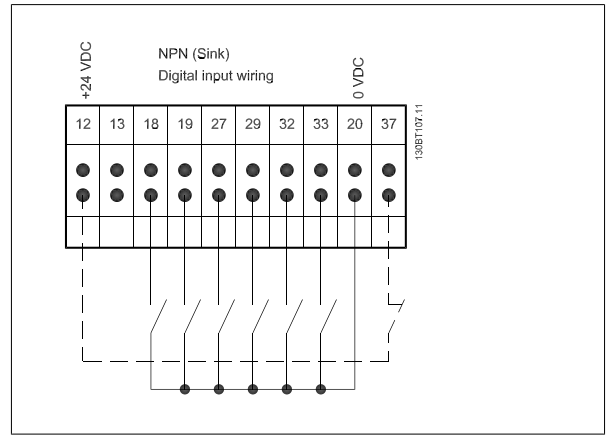 +24 VDC
NPN (Sink)
Digital input wiring
0 VDC
12 13 18 19 27 29 32 33 20 37
130BT107.11